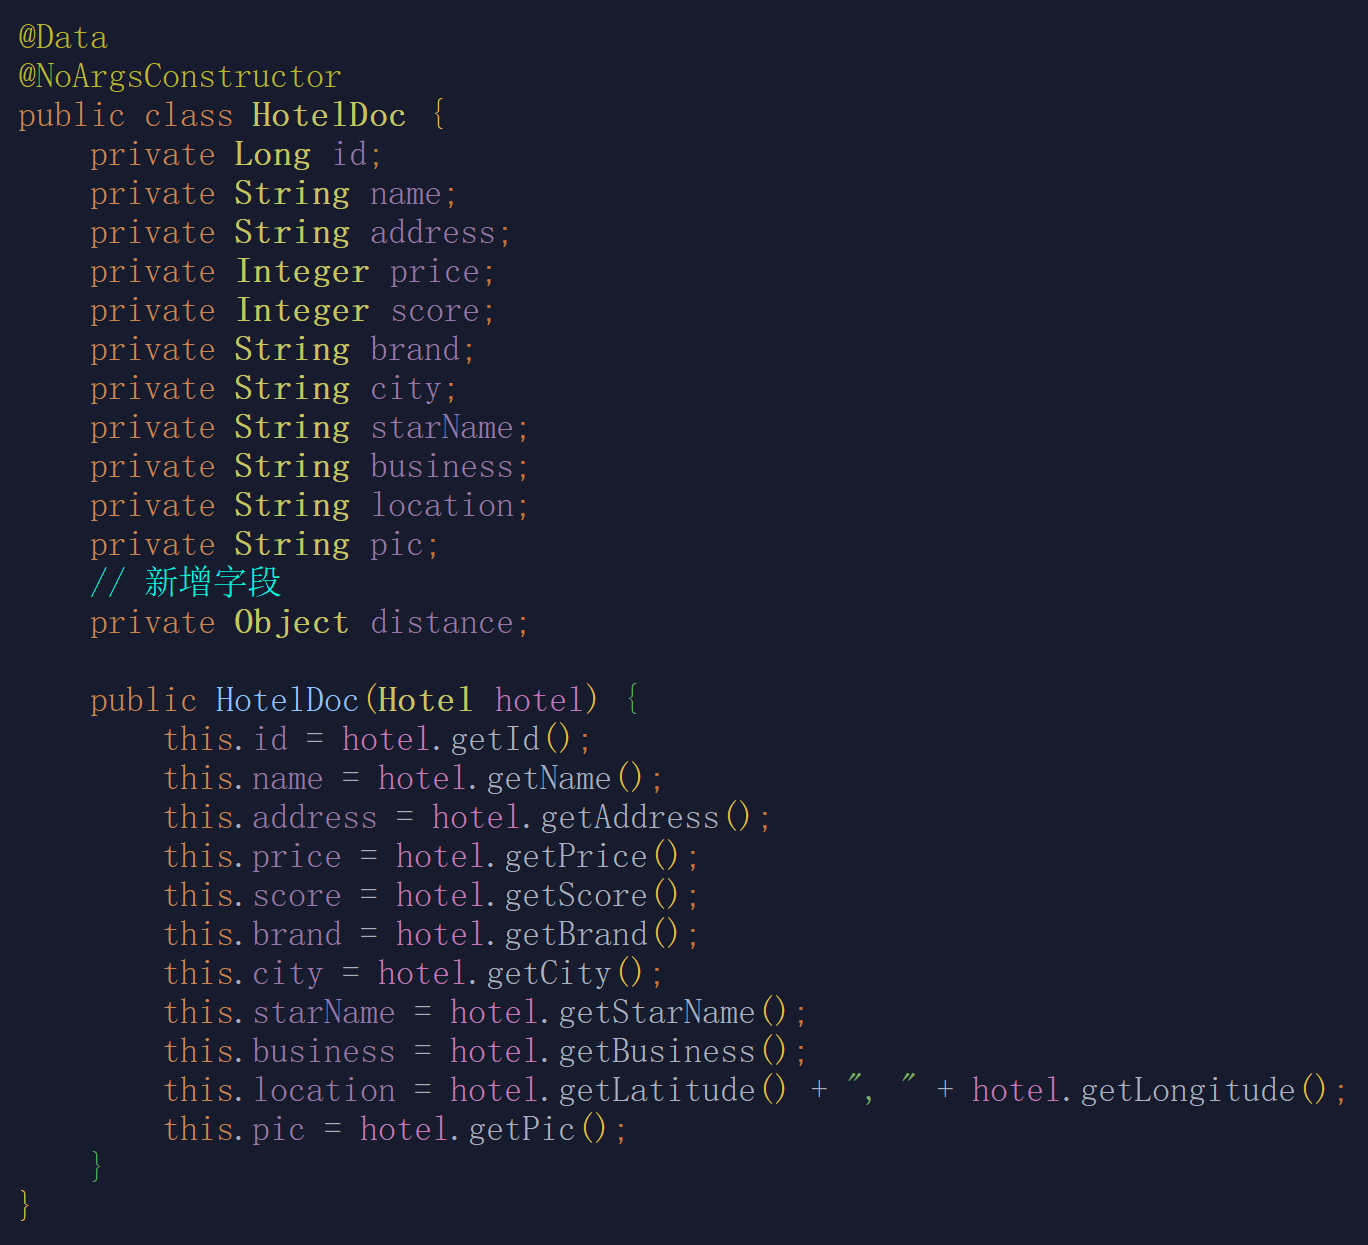 @Data
@NoArgsConstructor
public class HotelDoc {
    private Long id;
    private String name;
    private String address;
    private Integer price;
    private Integer score;
    private String brand;
    private String city;
    private String starName;
    private String business;
    private String location;
    private String pic;
    // 新增字段
    private Object distance;

    public HotelDoc(Hotel hotel) {
        this.id = hotel.getId();
        this.name = hotel.getName();
        this.address = hotel.getAddress();
        this.price = hotel.getPrice();
        this.score = hotel.getScore();
        this.brand = hotel.getBrand();
        this.city = hotel.getCity();
        this.starName = hotel.getStarName();
        this.business = hotel.getBusiness();
        this.location = hotel.getLatitude() + ", " + hotel.getLongitude();
        this.pic = hotel.getPic();
    }
}